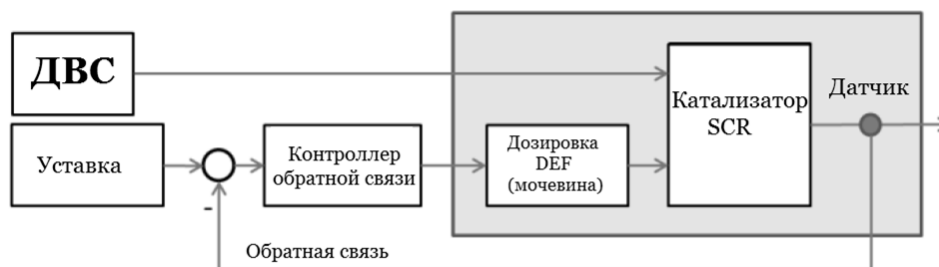 ДВС
Уставка
-
Контроллер
обратной связи
Дозировка
DEF
(мочевина)
Катализатор
SCR
Датчик
Обратная связь